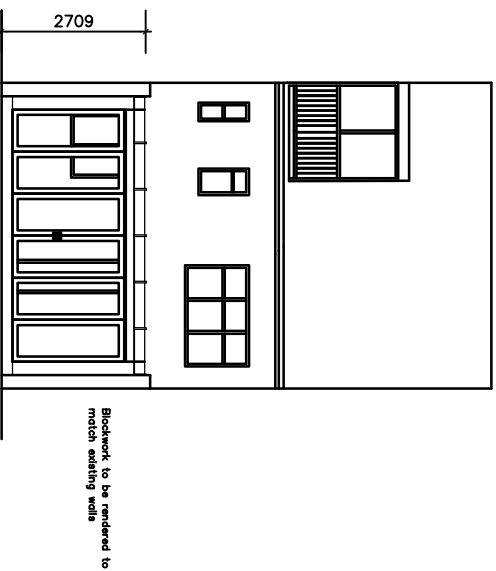 2709
Blockwork to be rendered to
match existing walls